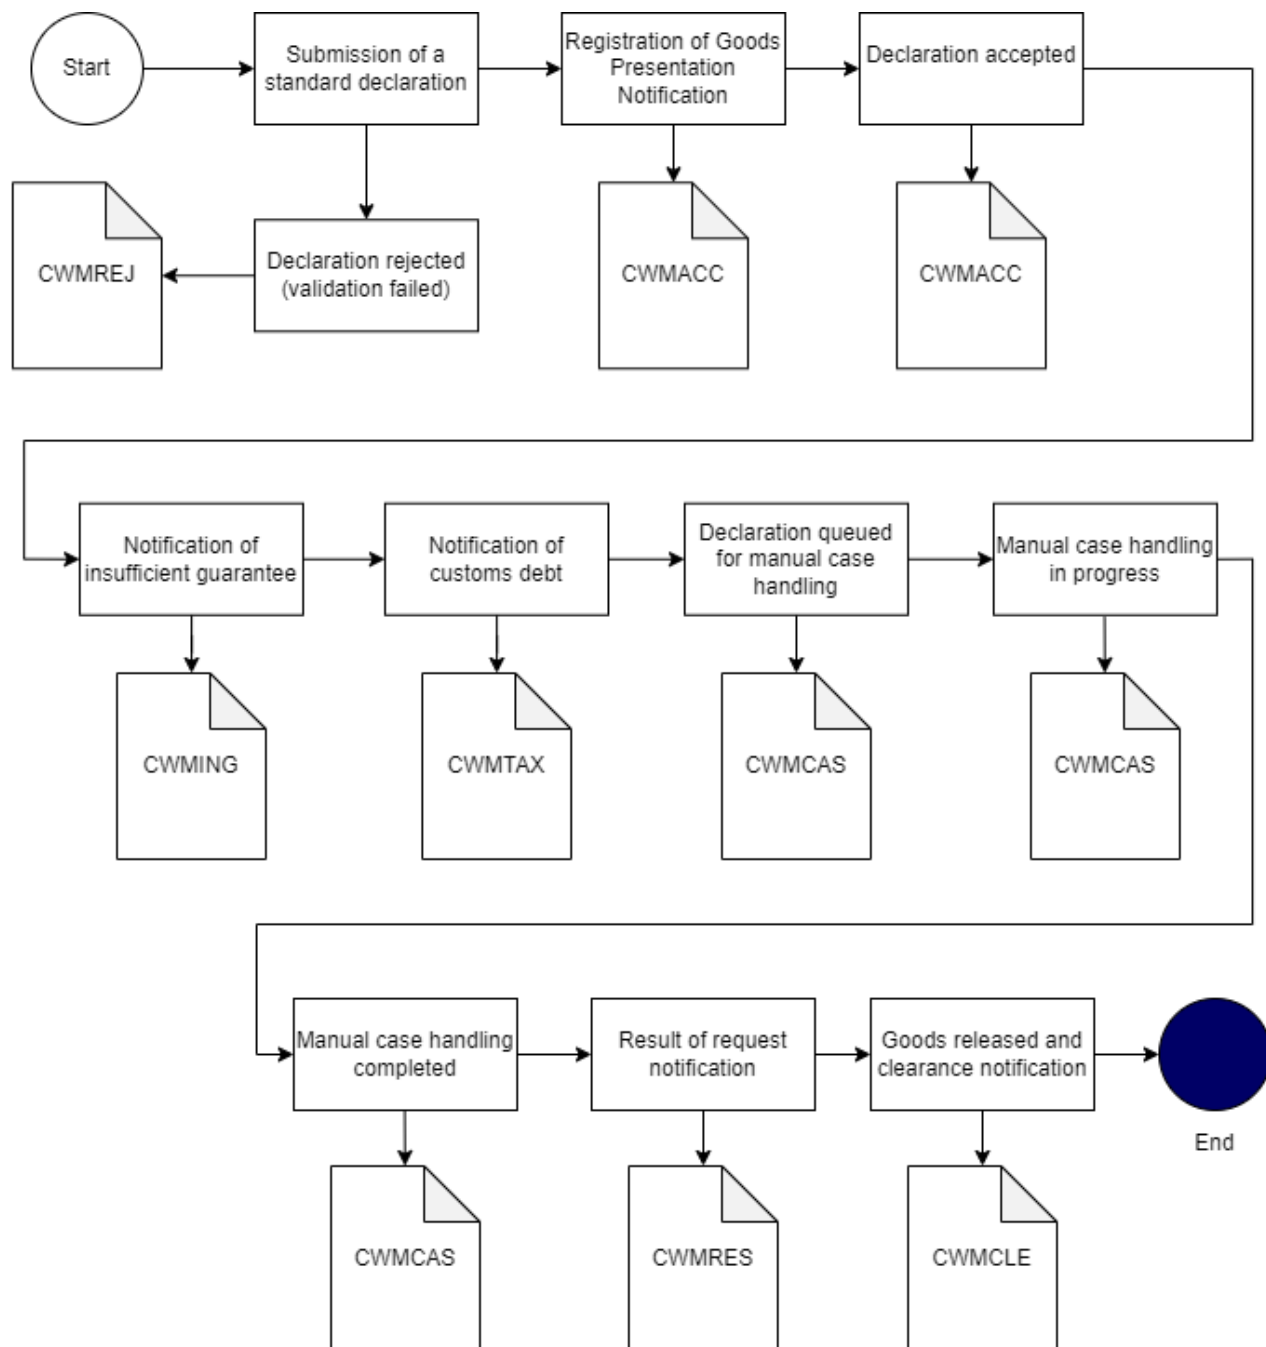 Start
Submission of a
standard declaration
Registration of Goods
Presentation
Notification
Declaration accepted
CWMREJ
Declaration rejected
(validation failed)
CWMACC
CWMACC
Notification of
insufficient guarantee
Notification of
customs debt
Declaration queued
for manual case
handling
Manual case handling
in progress
CWMING
CWMTAX
CWMCAS
CWMCAS
Manual case handling
completed
Result of request
notification
Goods released and
clearance notification
End
CWMCAS
CWMRES
CWMCLE